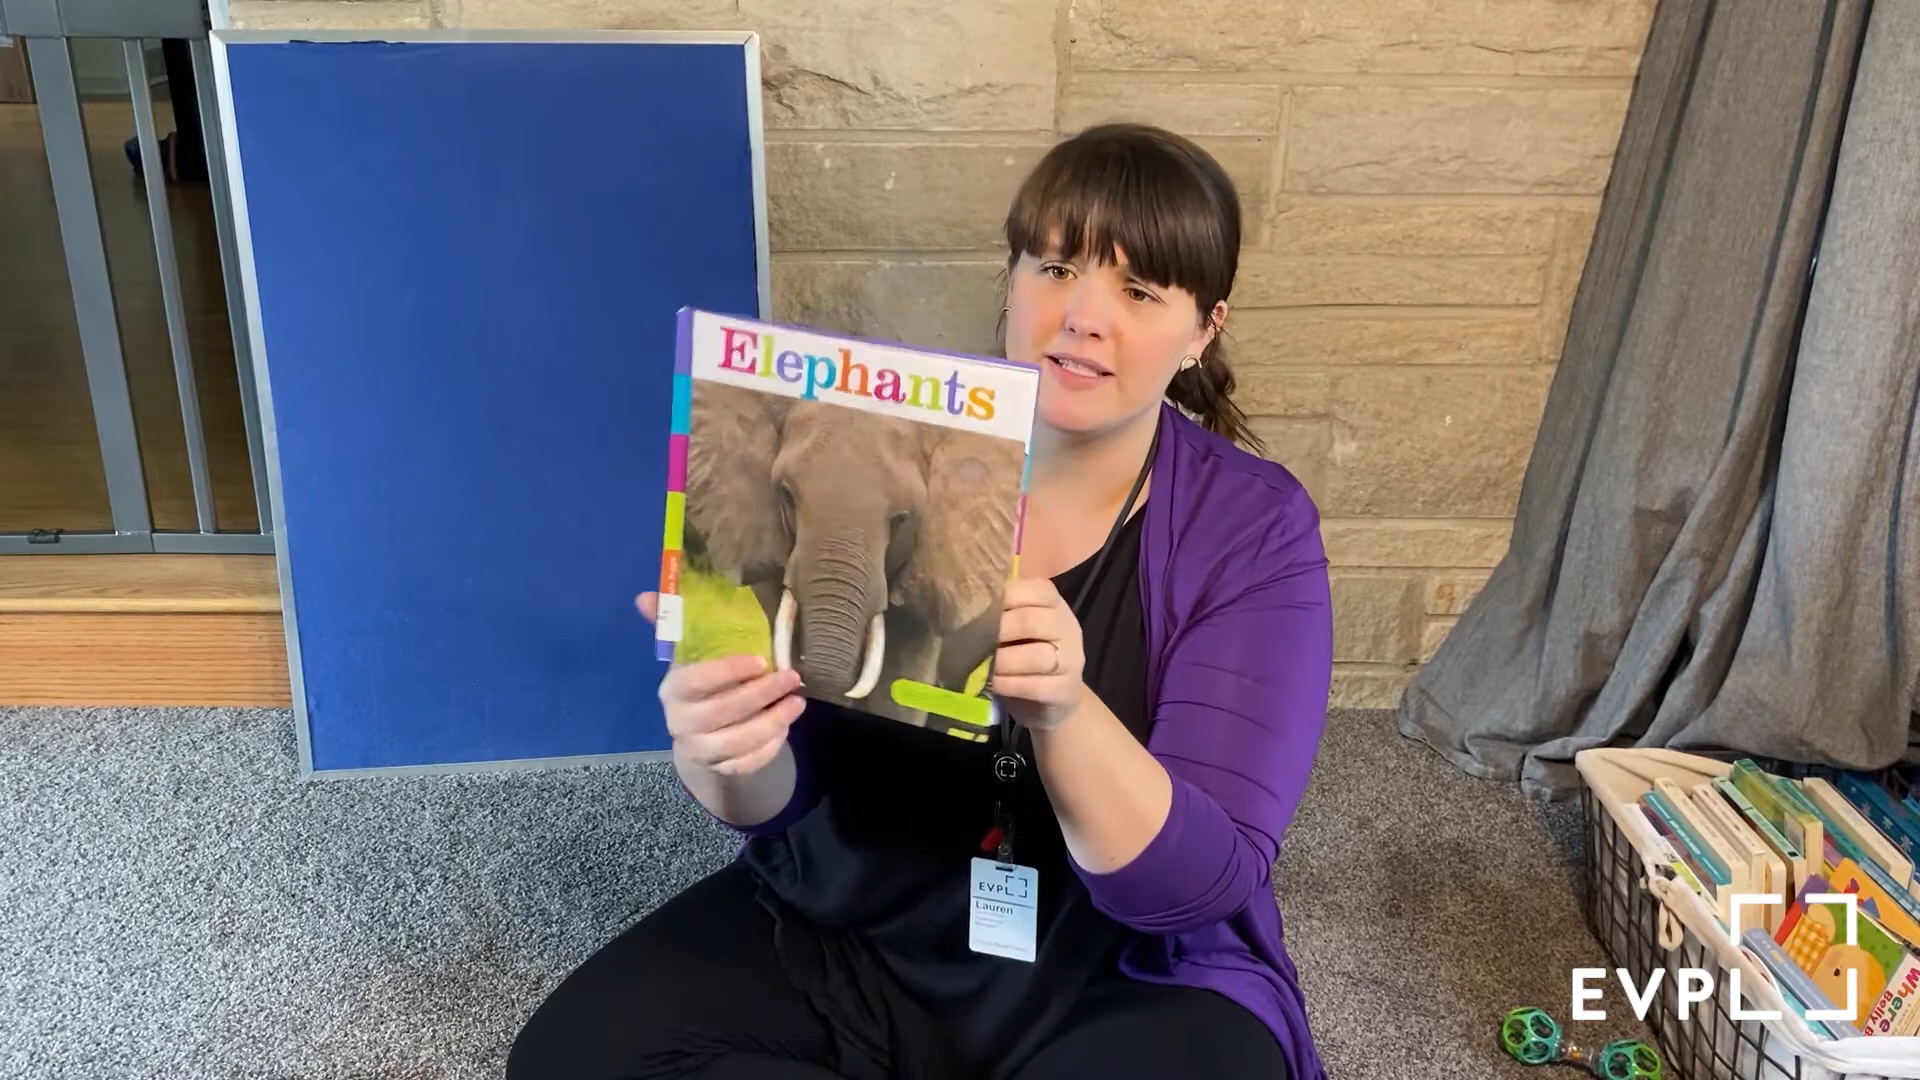 Elephants
EVPL
Lauren
EVPL
Where
Belly B